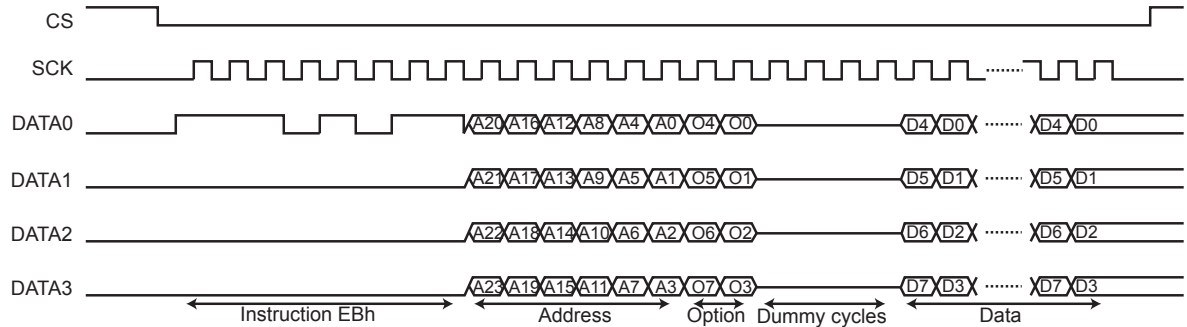 CS
SCK
DATA0 A20 A16 A12 A8 A4 A0 O4 O0 D4 D0 D4 D0
DATA1 A21 A17 A13 A9 A5 A1 O5 O1 D5 D1 D5 D1
DATA2 A22 A18 A14 A10 A6 A2 O6 O2 D6 D2 D6 D2
DATA3 A23 A19 A15 A11 A7 A3 O7 O3 D7 D3 D7 D3
Instruction EBh Address Option Dummy cycles Data